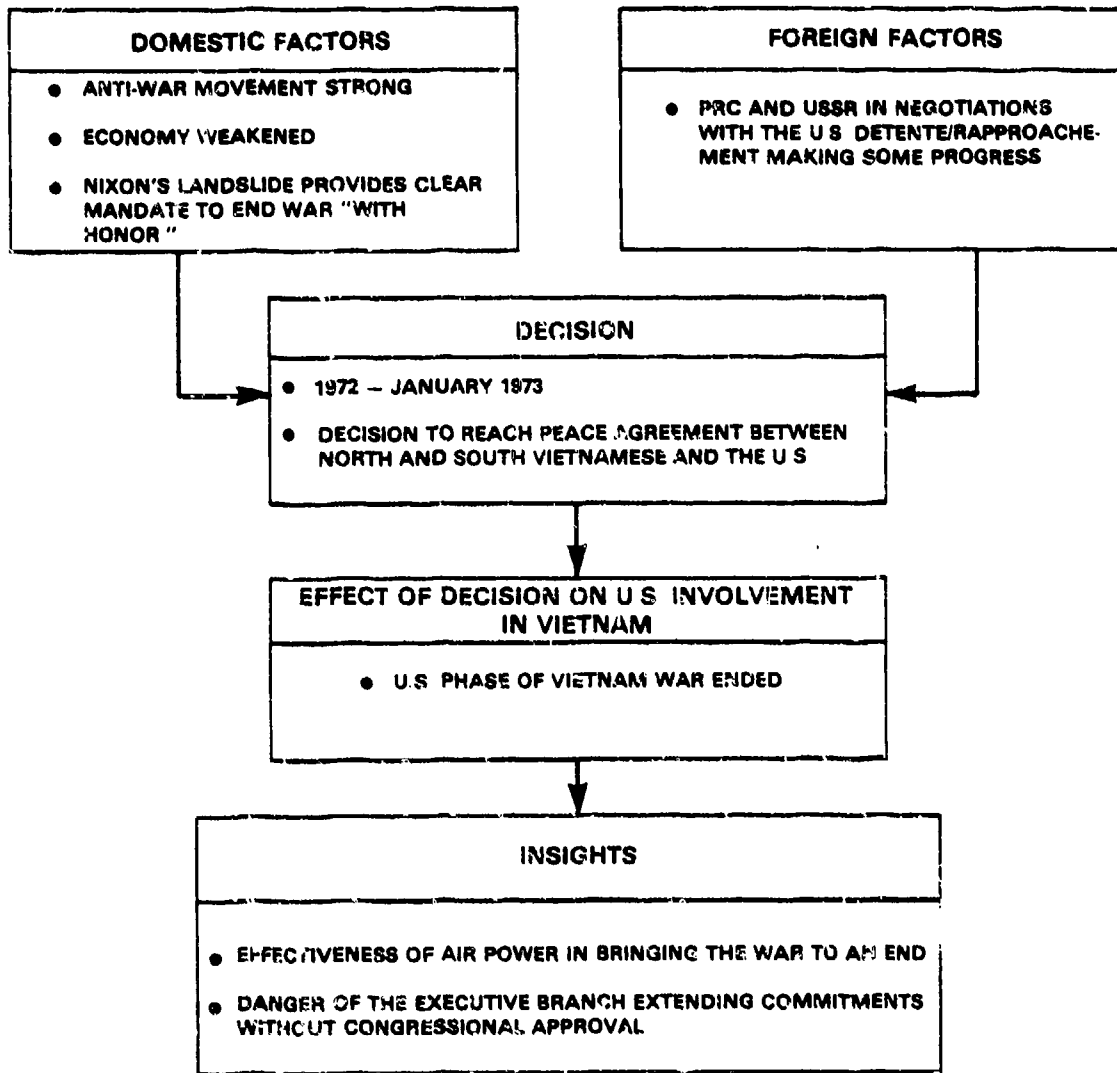 DOMESTIC FACTORS
● ANTI-WAR MOVEMENT STRONG
● ECONOMY WEAKENED
● NIXON'S LANDSLIDE PROVIDES CLEAR
MANDATE TO END WAR "WITH
HONOR"
FOREIGN FACTORS
● PRC AND USSR IN NEGOTIATIONS
WITH THE U S DETENTE/RAPPROACHE-
MENT MAKING SOME PROGRESS
DECISION
● 1972 – JANUARY 1973
● DECISION TO REACH PEACE AGREEMENT BETWEEN
NORTH AND SOUTH VIETNAMESE AND THE U S
EFFECT OF DECISION ON U S INVOLVEMENT
IN VIETNAM
● U.S PHASE OF VIETNAM WAR ENDED
INSIGHTS
● EFFECTIVENESS OF AIR POWER IN BRINGING THE WAR TO AN END
● DANGER OF THE EXECUTIVE BRANCH EXTENDING COMMITMENTS
WITHOUT CONGRESSIONAL APPROVAL